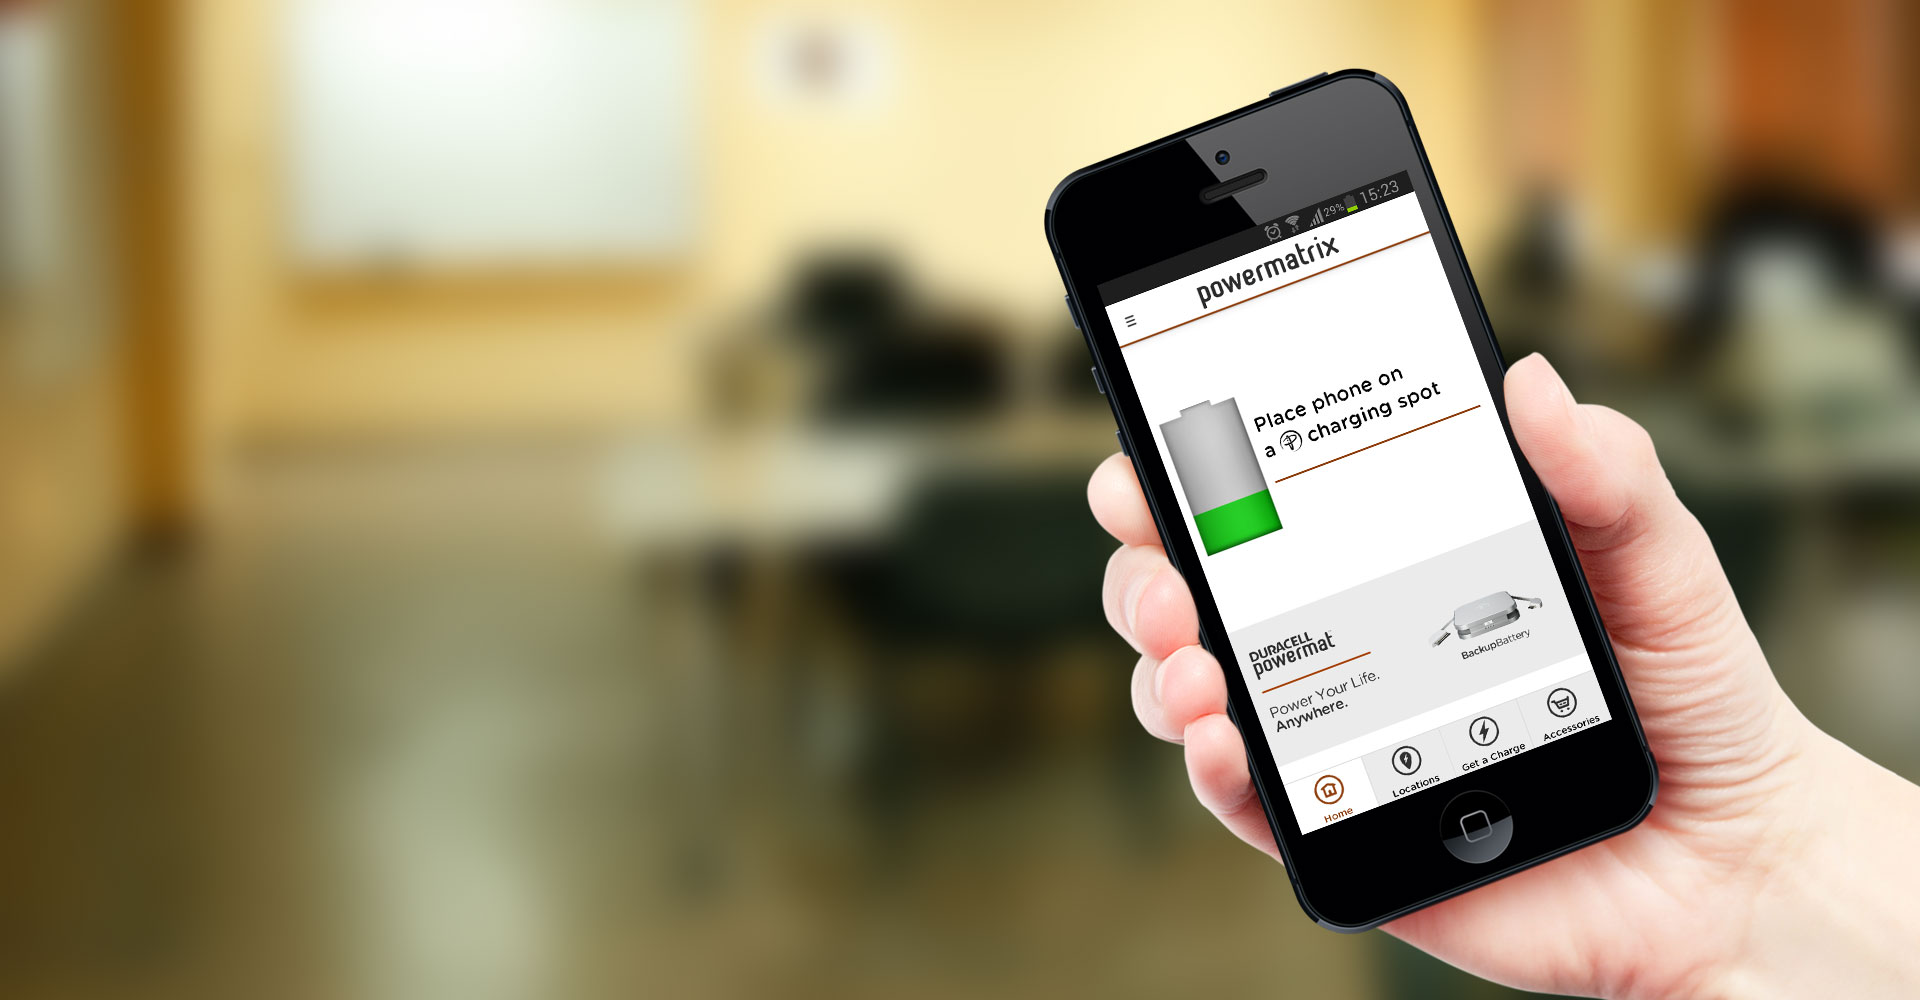 29% 15:23
powermatrix
Place phone on
a charging spot
DURACELL
powermat
Power Your Life.
Anywhere.
BackupBattery
Home
Locations
Get a Charge
Accessories